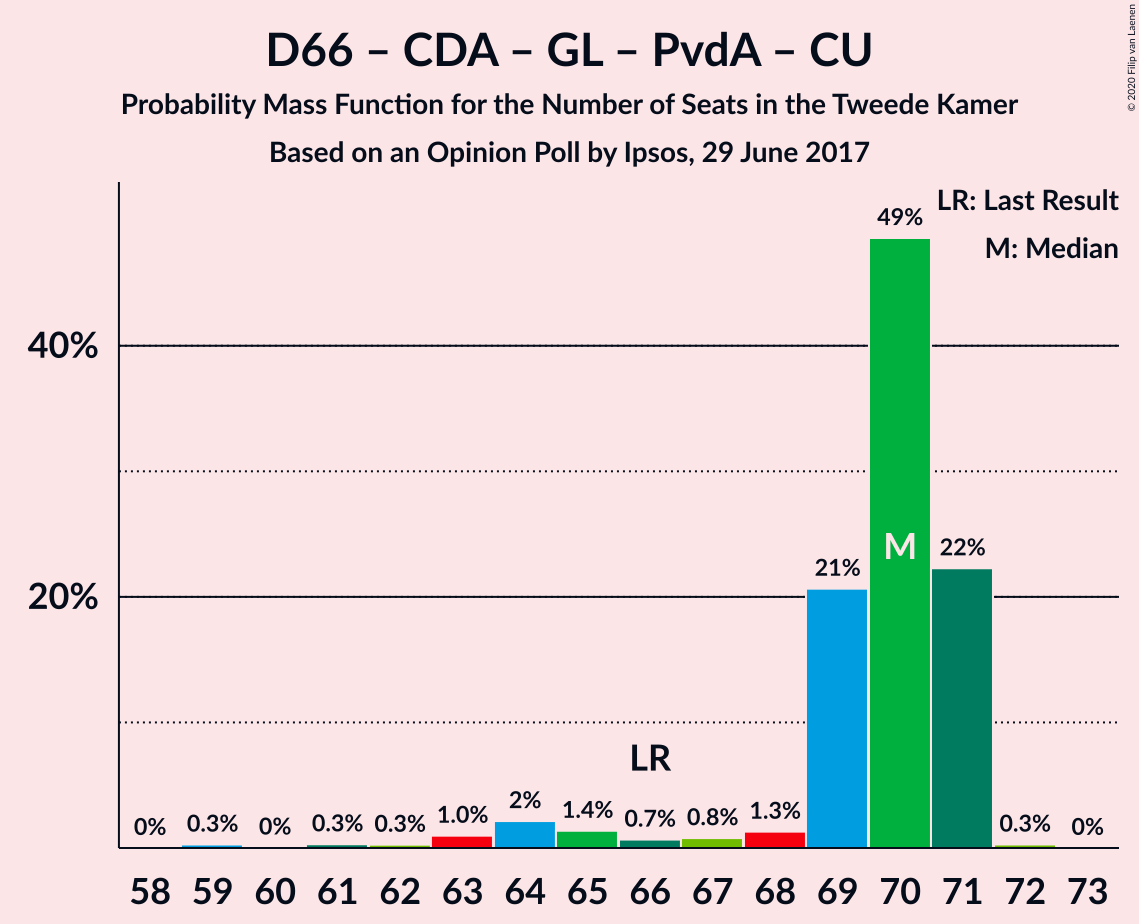 D66 – CDA – GL – PvdA – CU
Probability Mass Function for the Number of Seats in the Tweede Kamer
Based on an Opinion Poll by Ipsos, 29 June 2017
© 2020 Filip van Laenen
LR: Last Result
M: Median
40%
20%
0%
0.3%
0%
0.3%
0.3%
1.0%
2%
1.4%
0.7%
0.8%
1.3%
21%
49%
22%
0.3%
0%
LR
M
58 59 60 61 62 63 64 65 66 67 68 69 70 71 72 73